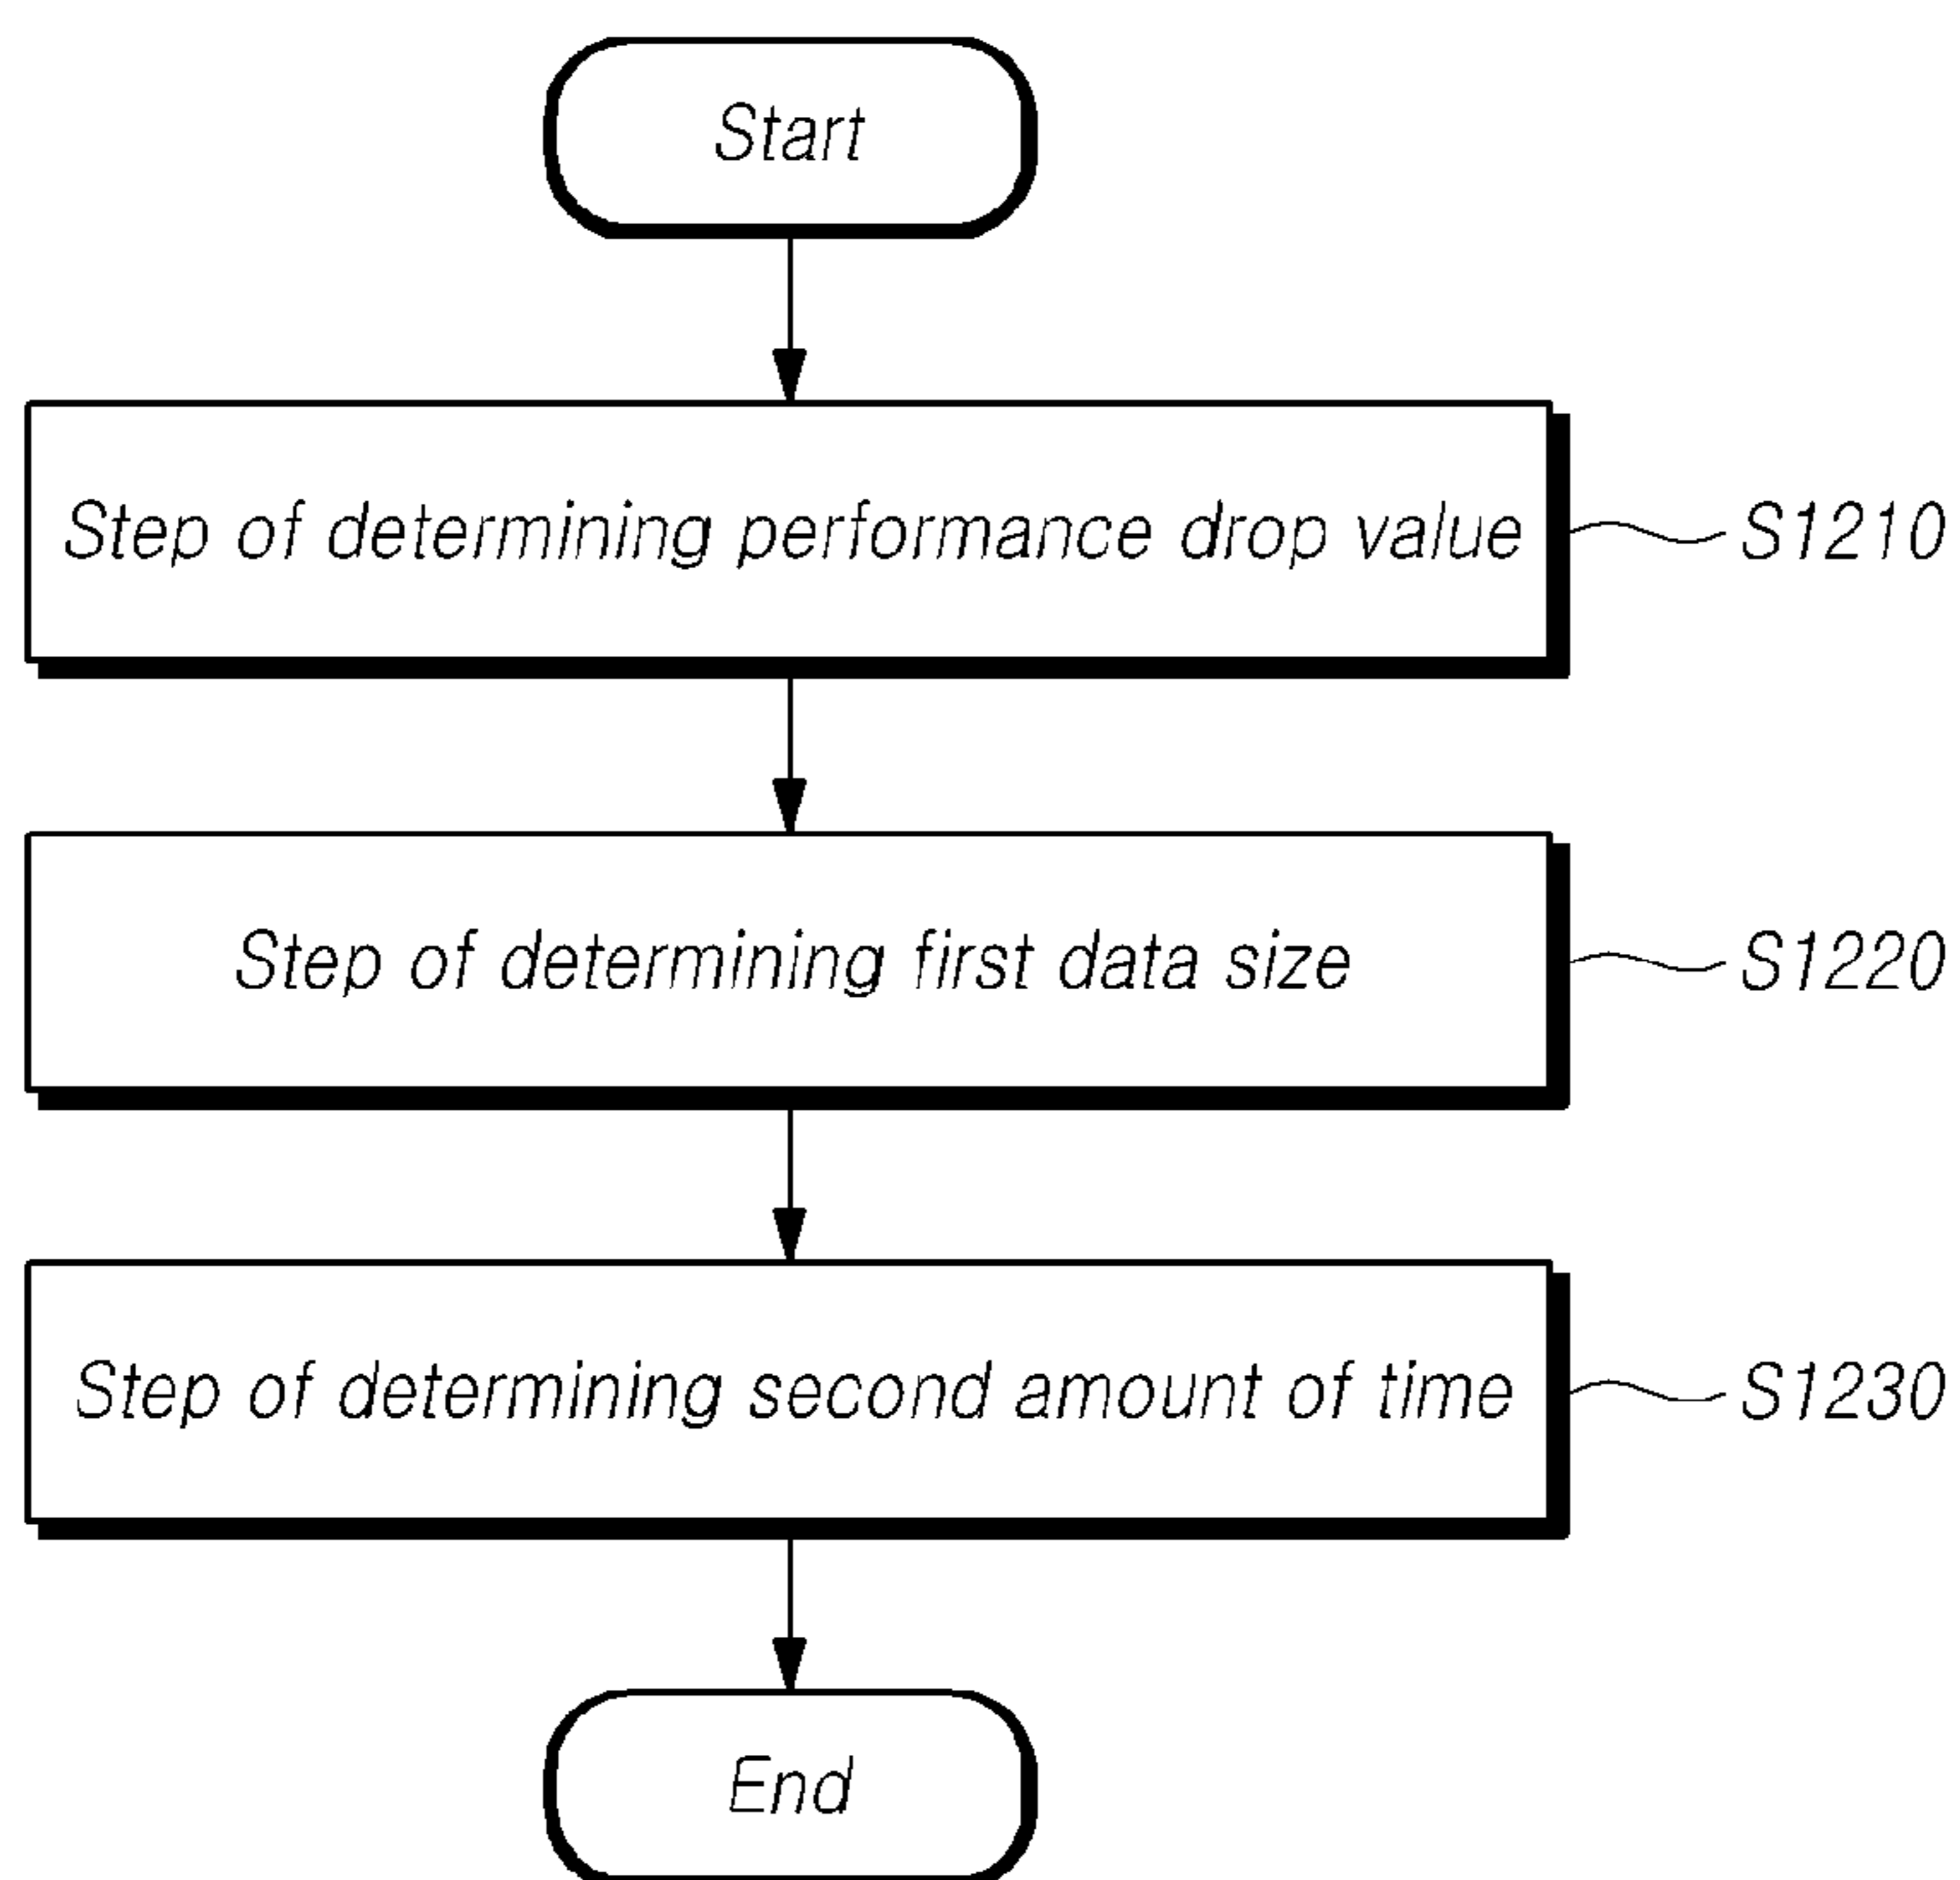 Start
Step of determining performance drop value
S1210
Step of determining first data size
S1220
Step of determining second amount of time
S1230
End